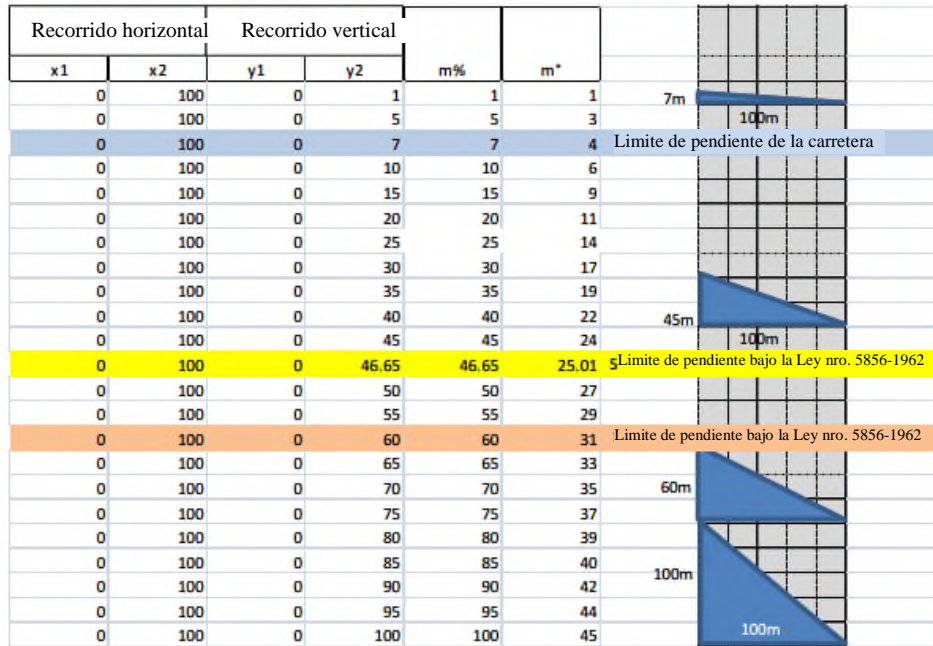 Recorrido horizontal Recorrido vertical
x1 x2 y1 y2 m% m°
0 100 0 1 1 1 7m
0 100 0 5 5 3 100m
0 100 0 7 7 4 Limite de pendiente de la carretera
0 100 0 10 10 6
0 100 0 15 15 9
0 100 0 20 20 11
0 100 0 25 25 14
0 100 0 30 30 17
0 100 0 35 35 19
0 100 0 40 40 22 45m
0 100 0 45 45 24 100m
0 100 0 46.65 46.65 25.01 Limite de pendiente bajo la Ley nro. 5856-1962
0 100 0 50 50 27
0 100 0 55 55 29
0 100 0 60 60 31 Limite de pendiente bajo la Ley nro. 5856-1962
0 100 0 65 65 33
0 100 0 70 70 35 60m
0 100 0 75 75 37
0 100 0 80 80 39
0 100 0 85 85 40 100m
0 100 0 90 90 42
0 100 0 95 95 44
0 100 0 100 100 45 100m